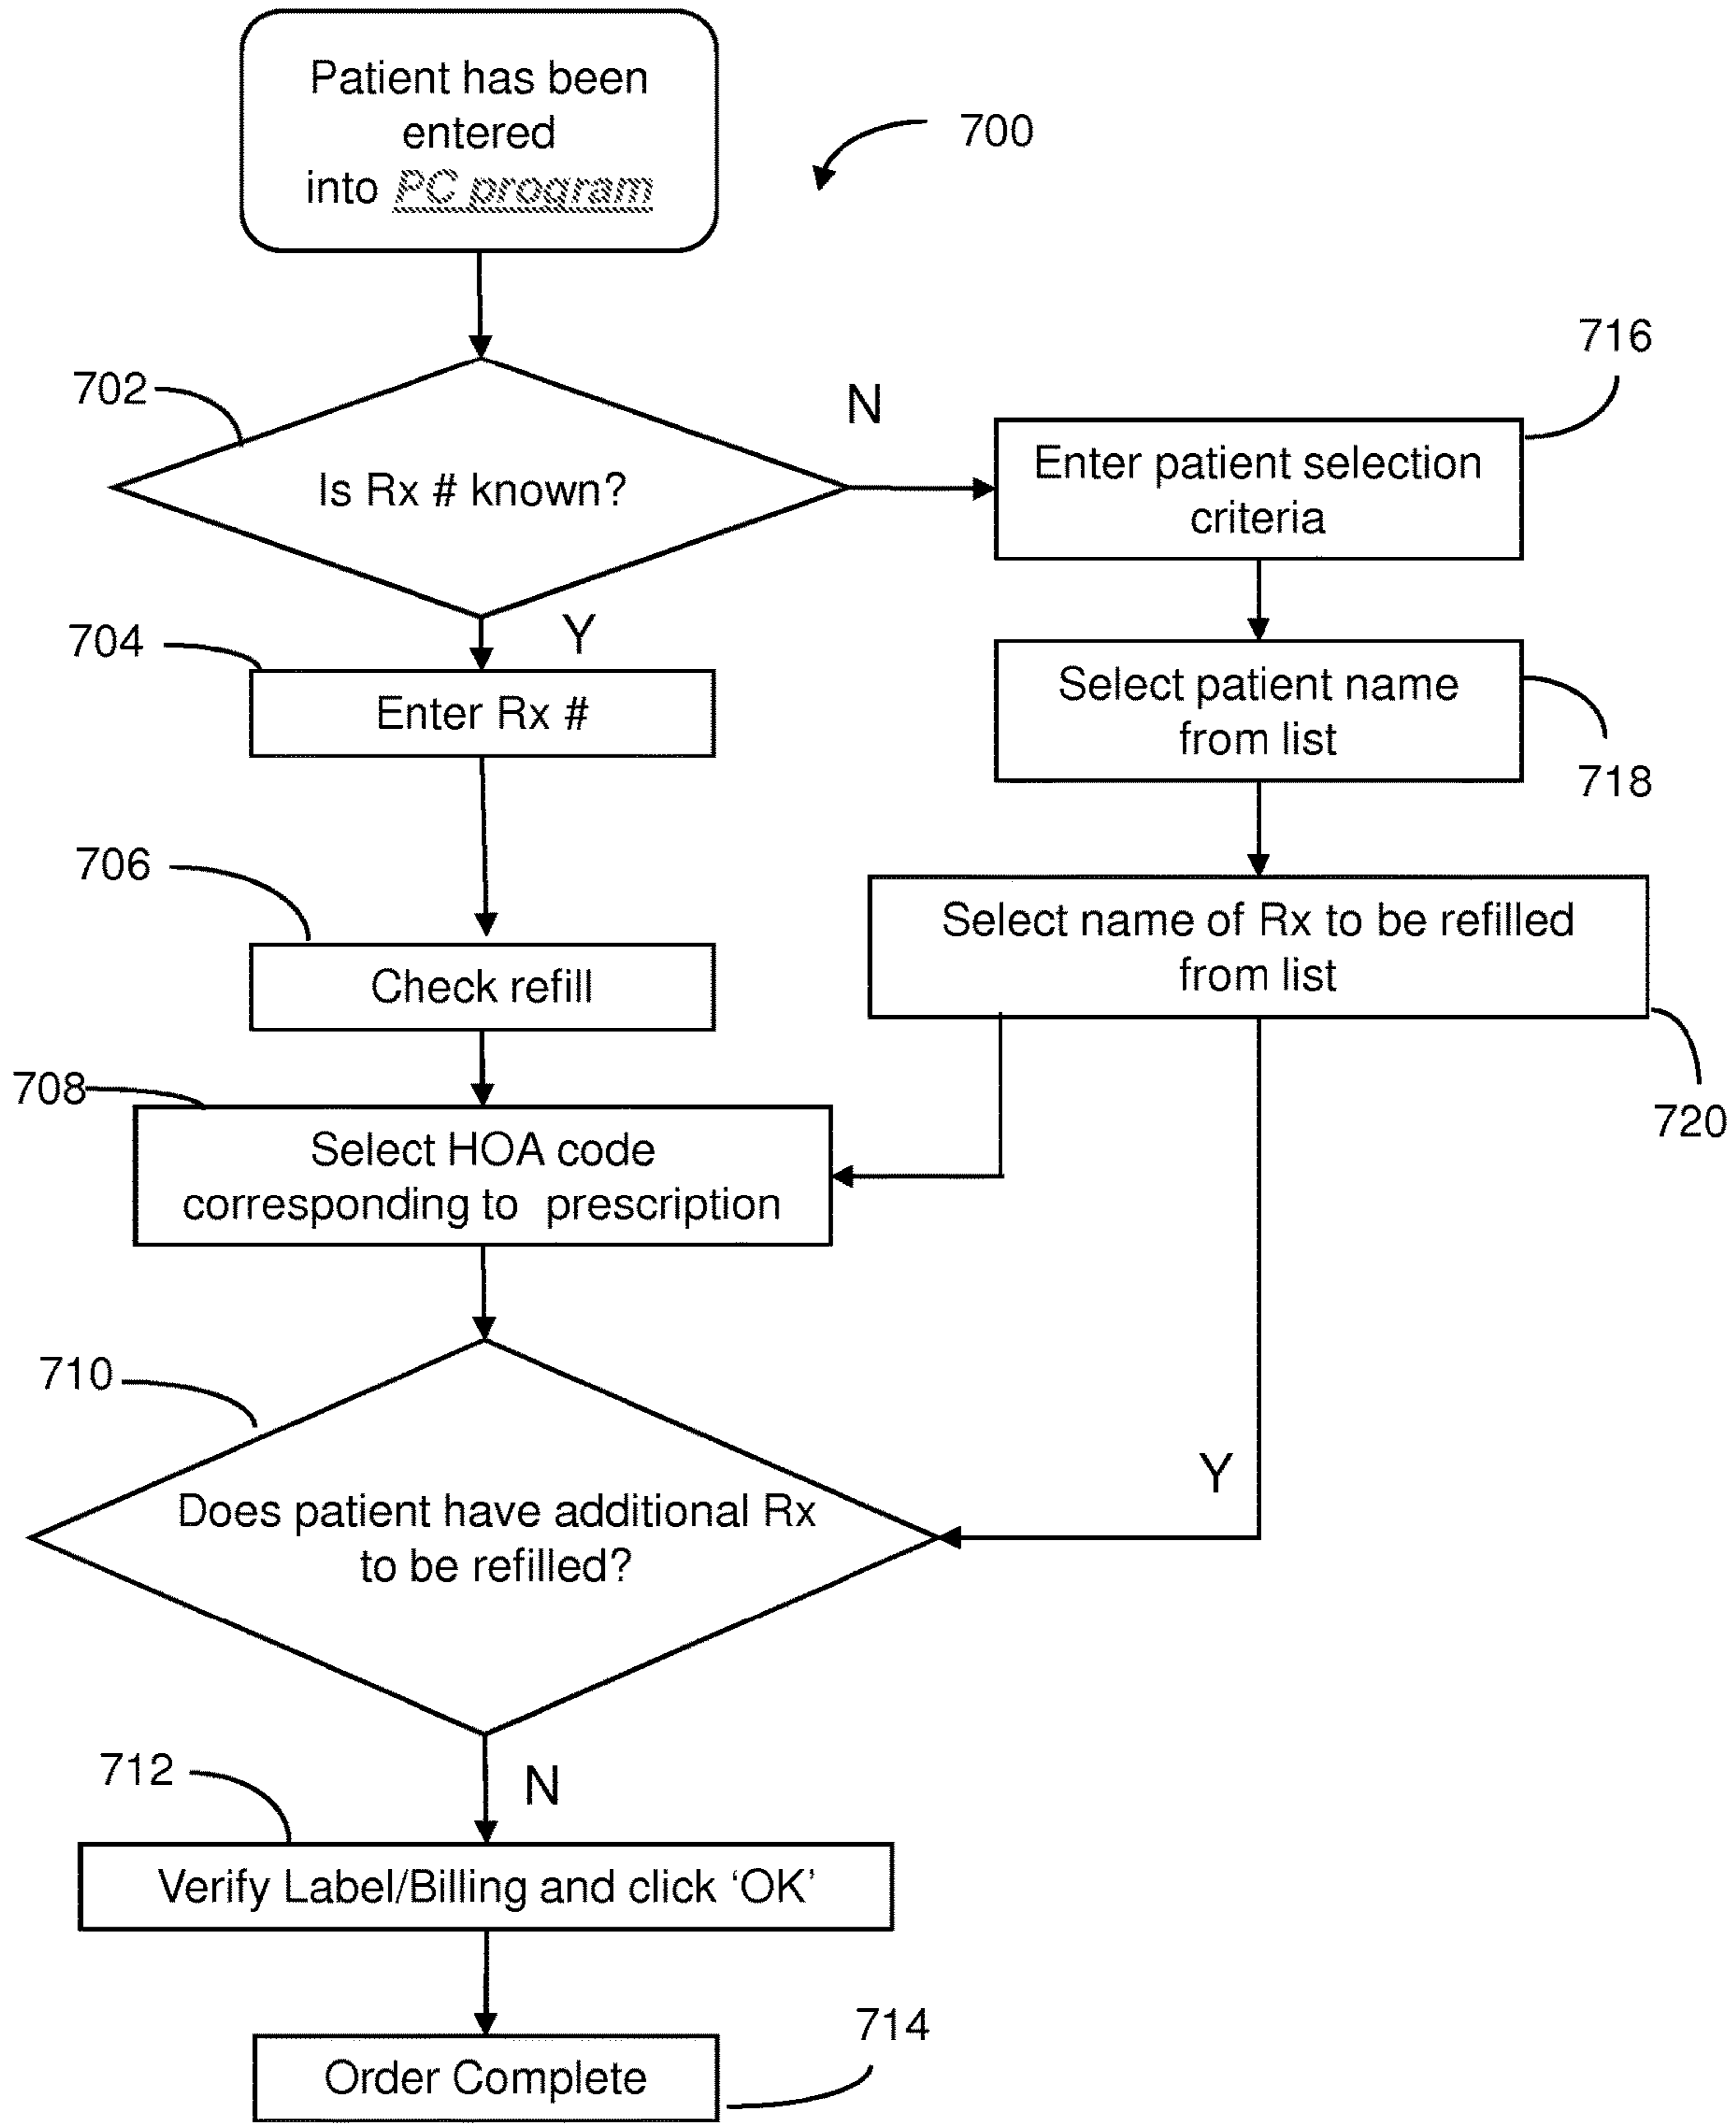 Patient has been
entered
into PC program
700
702
Is Rx # known?
N
716
Enter patient selection
criteria
Y
704
Enter Rx #
Select patient name
from list
718
706
Check refill
Select name of Rx to be refilled
from list
720
708
Select HOA code
corresponding to prescription
710
Does patient have additional Rx
to be refilled?
Y
712
N
Verify Label/Billing and click ‘OK’
714
Order Complete